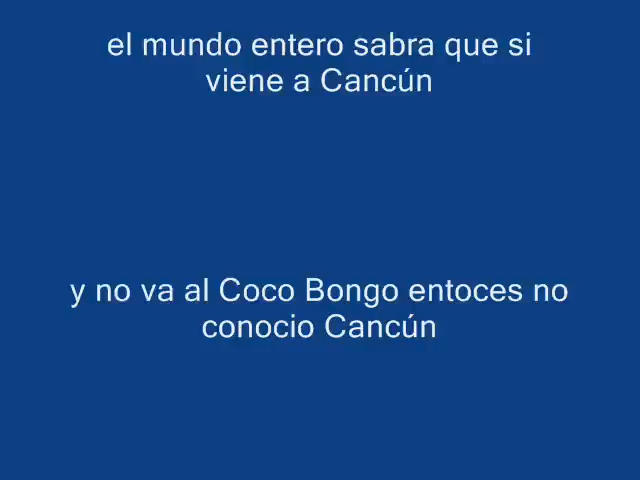 el mundo entero sabra que si
viene a Cancún
y no va al Coco Bongo entoces no
conocio Cancún